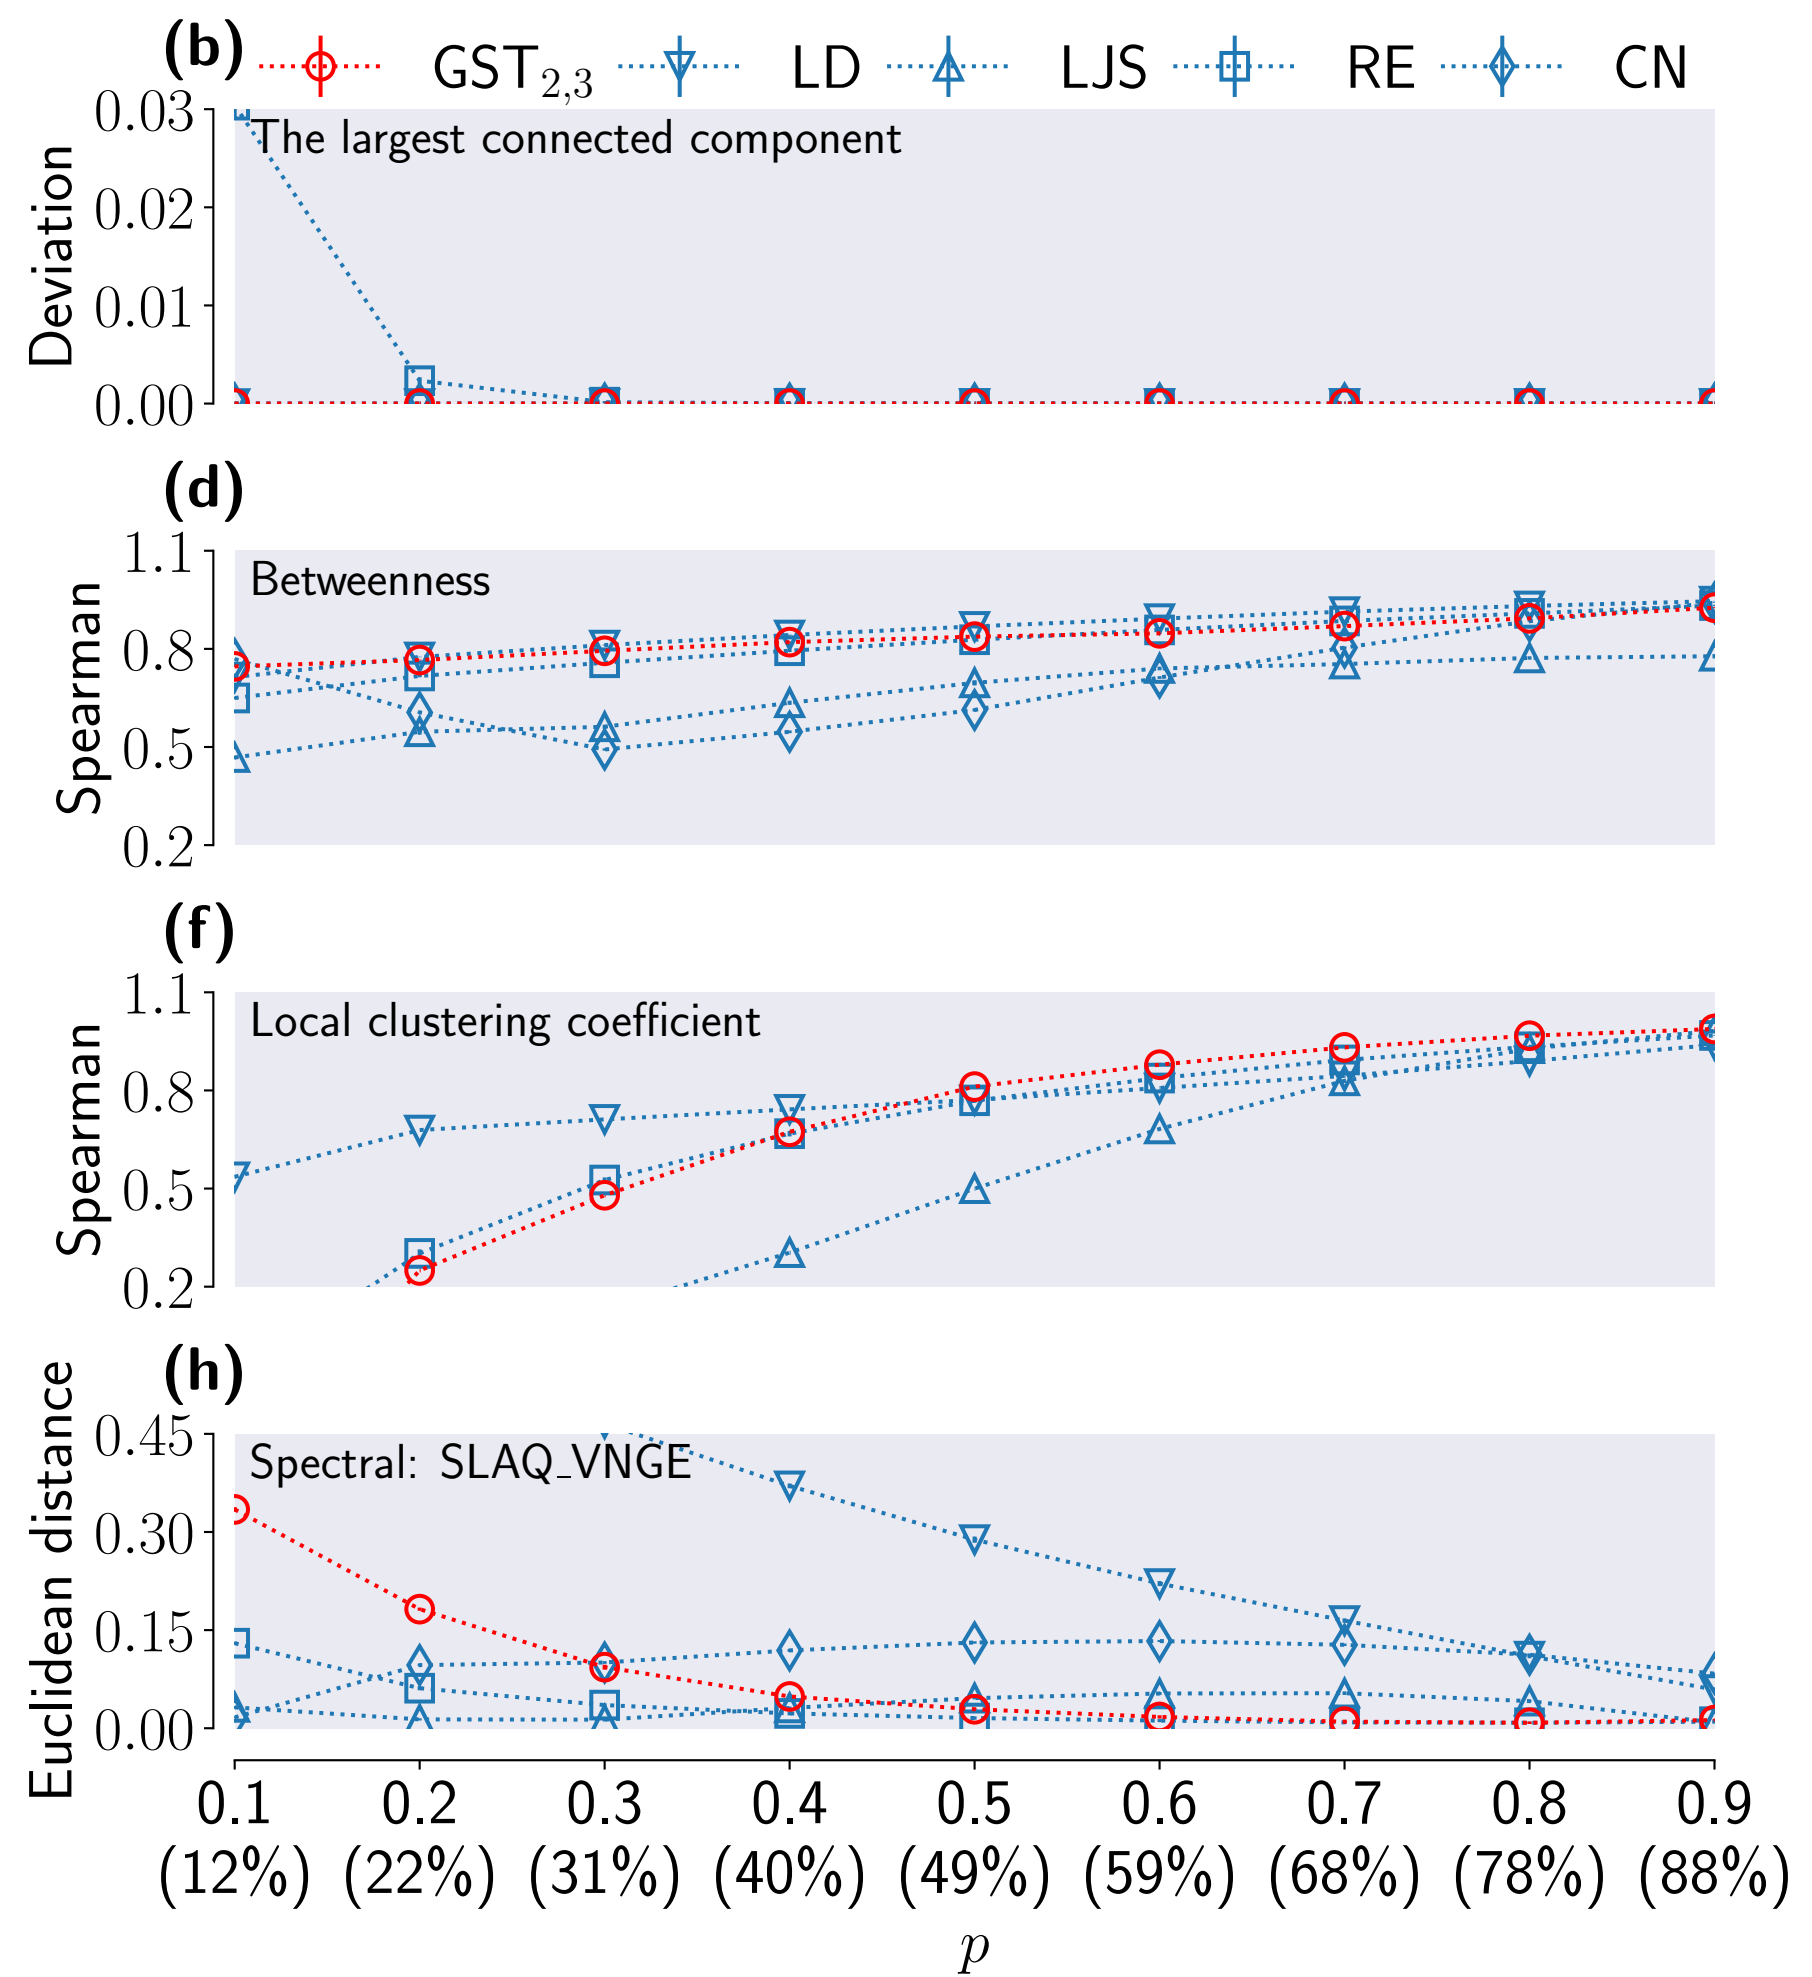 (b) GST2,3 LD LJS RE CN
0.03
The largest connected component
0.02
0.01
0.00
Deviation
(d)
1.1
Betweenness
0.8
0.5
0.2
Spearman
(f)
1.1
Local clustering coefficient
0.8
0.5
0.2
Spearman
(h)
0.45
Spectral: SLAQ_VNGE
0.30
0.15
0.00
Euclidean distance
0.1 0.2 0.3 0.4 0.5 0.6 0.7 0.8 0.9
(12%) (22%) (31%) (40%) (49%) (59%) (68%) (78%) (88%)
p